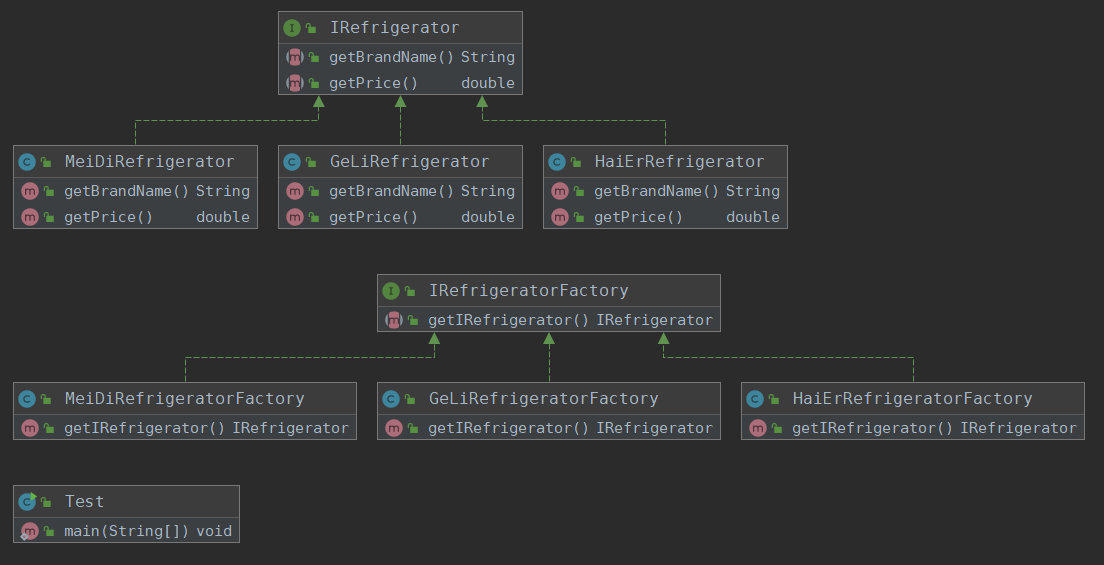 IRefrigerator
getBrandName() String
getPrice() double
MeiDiRefrigerator
getBrandName() String
getPrice() double
GeLiRefrigerator
getBrandName() String
getPrice() double
HaiErRefrigerator
getBrandName() String
getPrice() double
IRefrigeratorFactory
getIRefrigerator() IRefrigerator
MeiDiRefrigeratorFactory
getIRefrigerator() IRefrigerator
GeLiRefrigeratorFactory
getIRefrigerator() IRefrigerator
HaiErRefrigeratorFactory
getIRefrigerator() IRefrigerator
Test
main(String[]) void